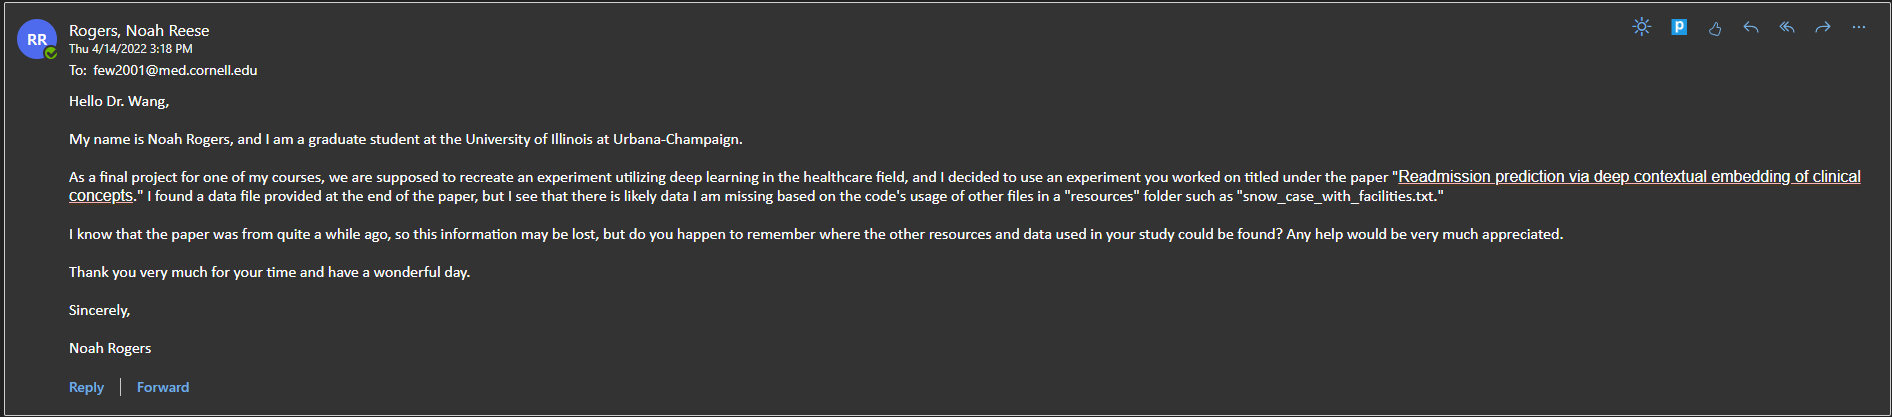 RR
Rogers, Noah Reese
Thu 4/14/2022 3:18 PM
To: few2001@med.cornell.edu
Hello Dr. Wang,
My name is Noah Rogers, and I am a graduate student at the University of Illinois at Urbana-Champaign.
As a final project for one of my courses, we are supposed to recreate an experiment utilizing deep learning in the healthcare field, and I decided to use an experiment you worked on titled under the paper "Readmission prediction via deep contextual embedding of clinical
concepts." I found a data file provided at the end of the paper, but I see that there is likely data I am missing based on the code's usage of other files in a "resources" folder such as "snow_case_with_facilities.txt."
I know that the paper was from quite a while ago, so this information may be lost, but do you happen to remember where the other resources and data used in your study could be found? Any help would be very much appreciated.
Thank you very much for your time and have a wonderful day.
Sincerely,
Noah Rogers
Reply | Forward